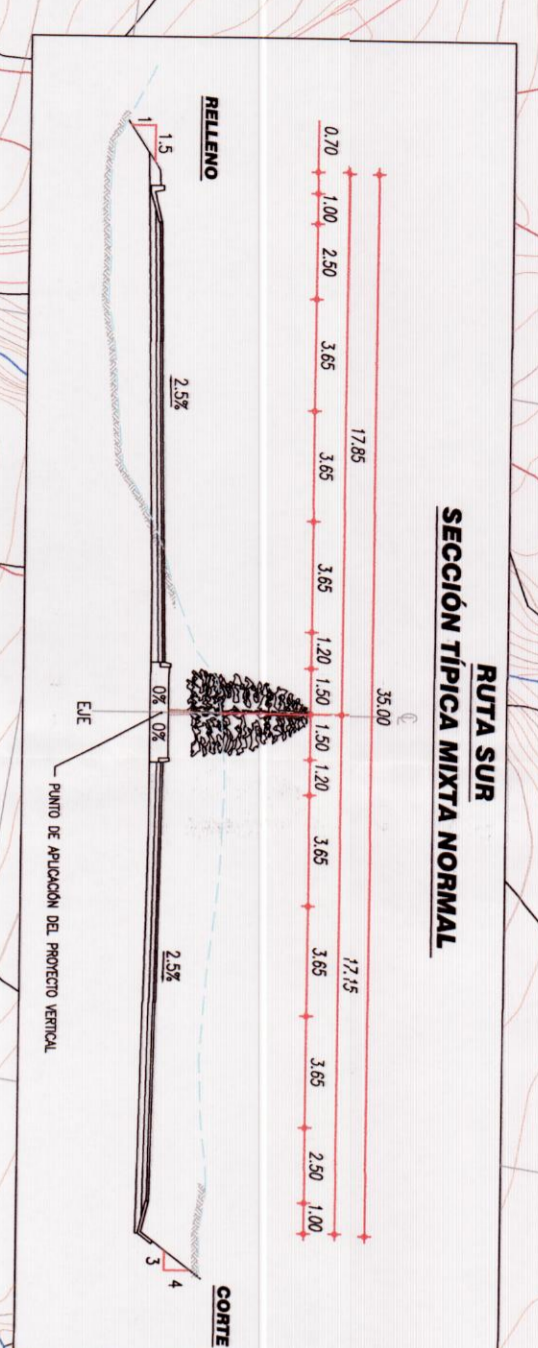 RUTA SUR
SECCIÓN TÍPICA MIXTA NORMAL
35.00
17.85 17.15
0.70 1.00 2.50 3.65 3.65 3.65 1.20 1.50 1.50 1.20 3.65 3.65 3.65 2.50 1.00
RELLENO
CORTE
1
1.5
2.5%
0% 0%
2.5%
3
4
EJE
PUNTO DE APLICACIÓN DEL PROYECTO VERTICAL